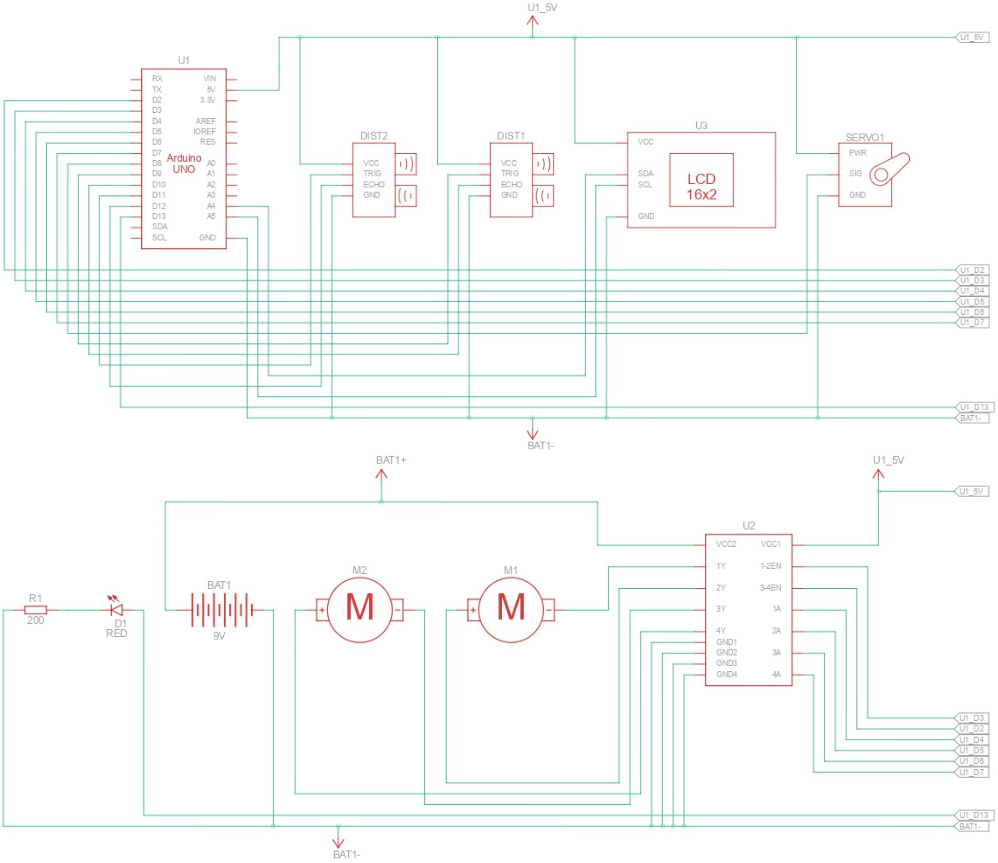 U1_5V
U1_5V
U1
RX
TX
D2
D3
D4
D5
D6
D7
D8
D9
D10
D11
D12
D13
SDA
SCL
VIN
5V
3.3V
AREF
IOREF
RES
A0
A1
A2
A3
A4
A5
GND
Arduino
UNO
DIST2
VCC
TRIG
ECHO
GND
DIST1
VCC
TRIG
ECHO
GND
U3
VCC
SDA
SCL
GND
LCD
16x2
SERVO1
PWR
SIG
GND
U1_D2
U1_D3
U1_D4
U1_D5
U1_D6
U1_D7
U1_D13
BAT1-
BAT1-
BAT1+
U1_5V
U1_5V
R1
200
D1
RED
BAT1
9V
M2
+
M
-
M1
+
M
-
U2
VCC2
1Y
2Y
3Y
4Y
GND1
GND2
GND3
GND4
VCC1
1-2EN
3-4EN
1A
2A
3A
4A
U1_D3
U1_D2
U1_D4
U1_D5
U1_D6
U1_D7
U1_D13
BAT1-
BAT1-